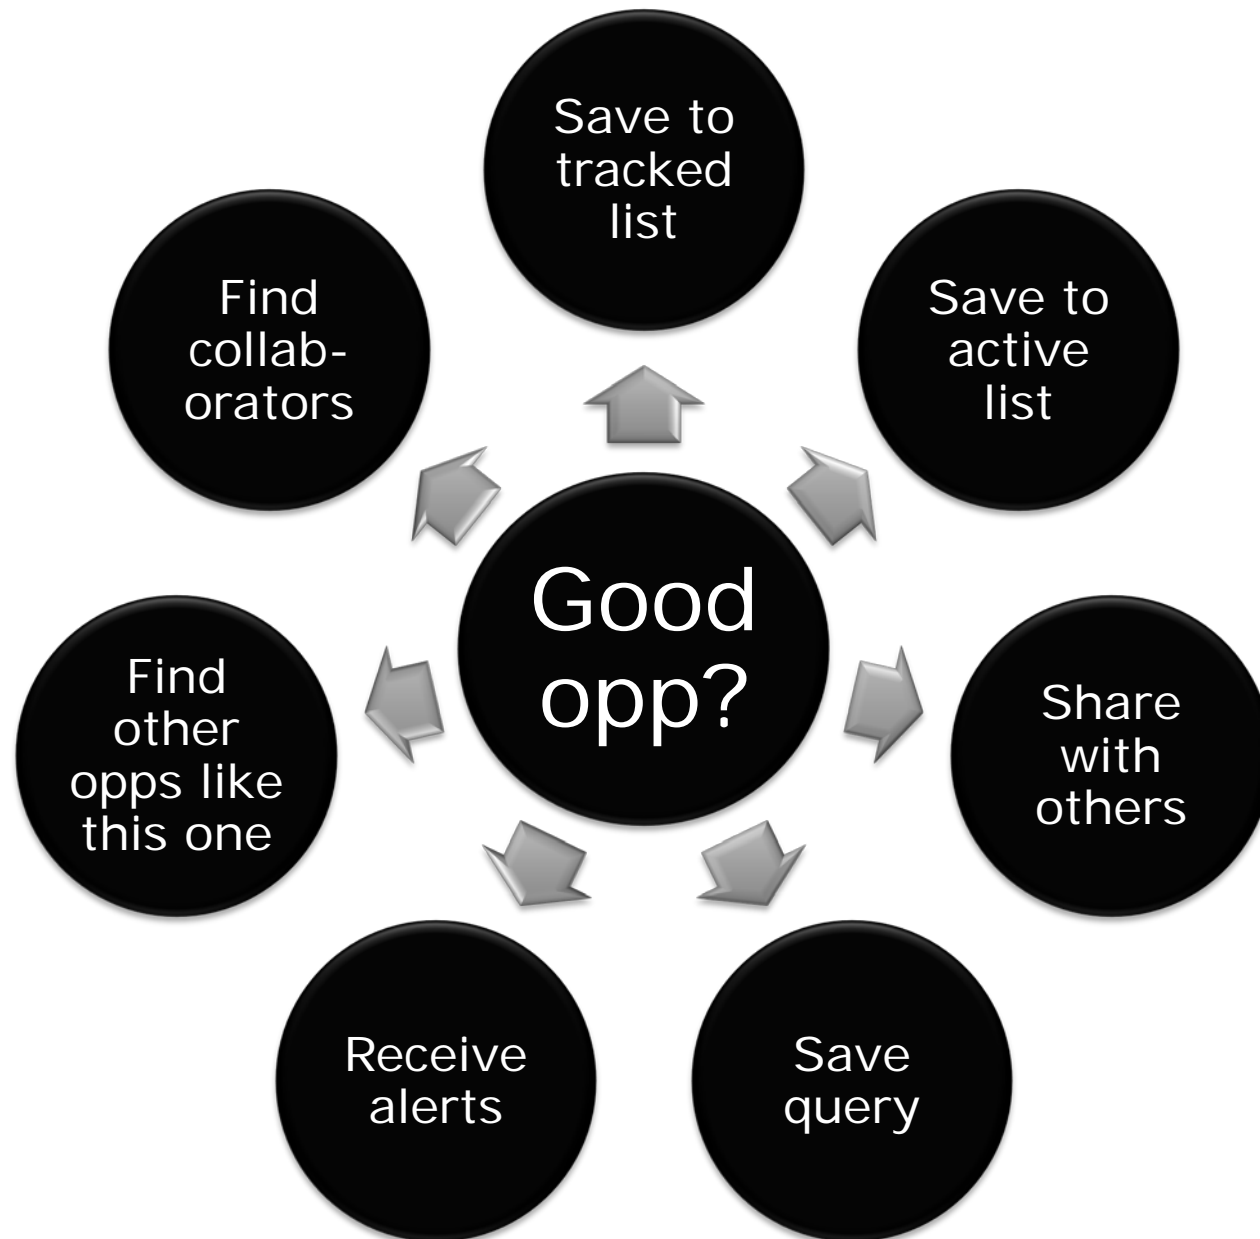 Save to
tracked
list
Save to
active
list
Share
with
others
Save
query
Receive
alerts
Find
other
opps like
this one
Find
collab-
orators
Good
opp?